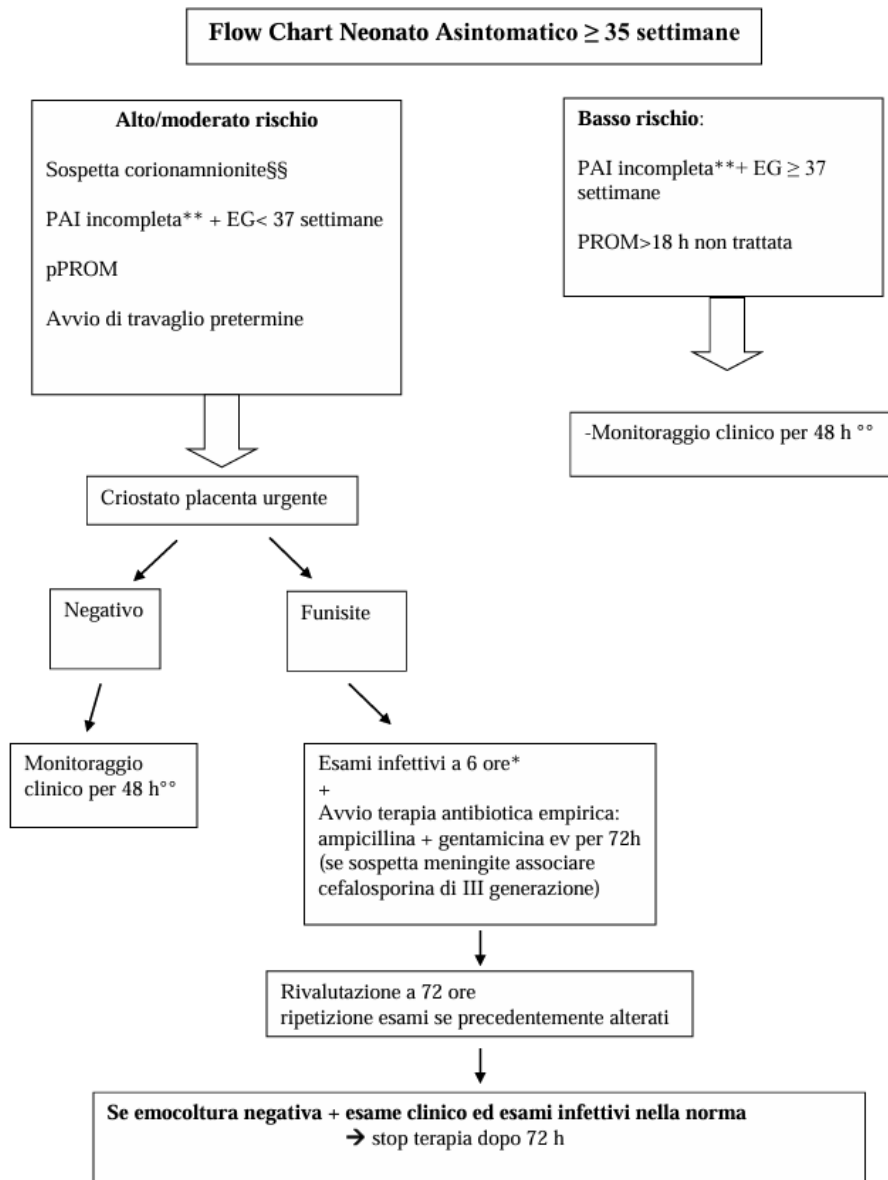 Flow Chart Neonato Asintomatico ≥ 35 settimane
Alto/moderato rischio
Sospetta corionamnionite§§
PAI incompleta** + EG< 37 settimane
pPROM
Avvio di travaglio pretermine
Basso rischio:
PAI incompleta**+ EG ≥ 37
settimane
PROM>18 h non trattata
-Monitoraggio clinico per 48 h °°
Criostato placenta urgente
Negativo
Funisite
Monitoraggio
clinico per 48 h°°
Esami infettivi a 6 ore*
+
Avvio terapia antibiotica empirica:
ampicillina + gentamicina ev per 72h
(se sospetta meningite associare
cefalosporina di III generazione)
Rivalutazione a 72 ore
ripetizione esami se precedentemente alterati
Se emocoltura negativa + esame clinico ed esami infettivi nella norma
➔ stop terapia dopo 72 h